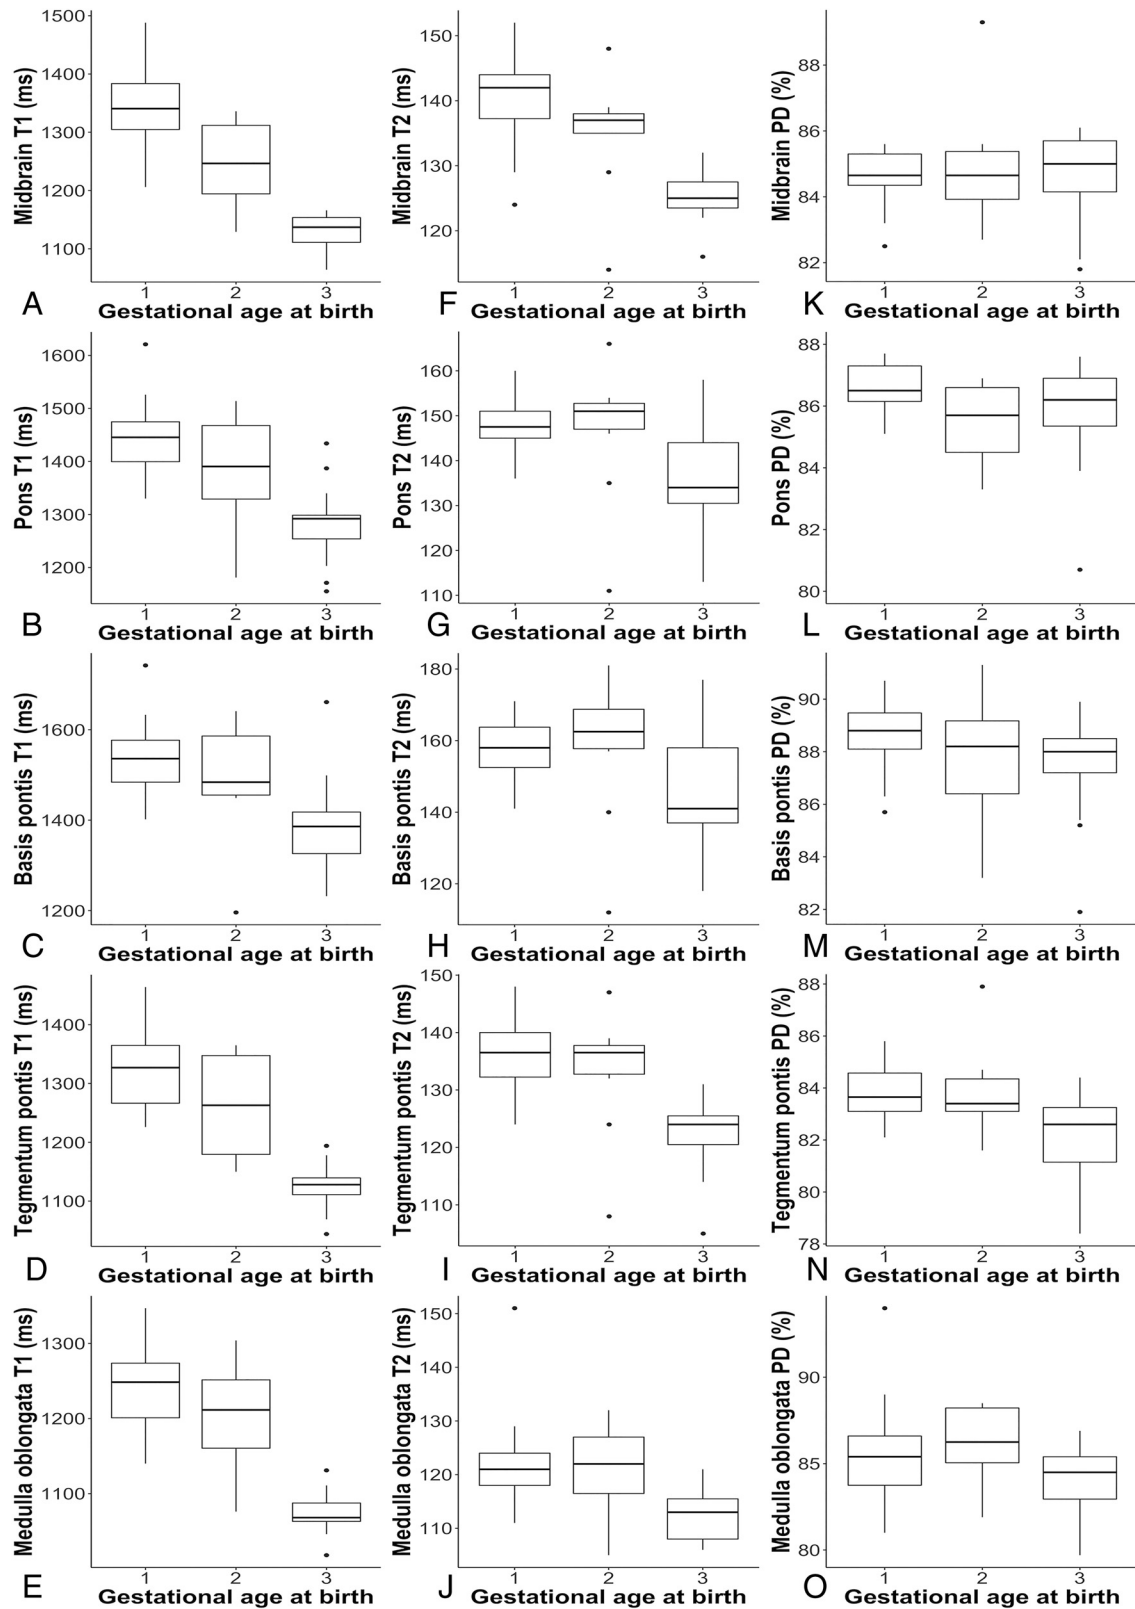 Midbrain T1 (ms)
1500
1400
1300
1200
1100
1 2 3
A Gestational age at birth
Midbrain T2 (ms)
150
140
130
120
1 2 3
F Gestational age at birth
Midbrain PD (%)
88
86
84
82
1 2 3
K Gestational age at birth
Pons T1 (ms)
1600
1500
1400
1300
1200
1 2 3
B Gestational age at birth
Pons T2 (ms)
160
150
140
130
120
110
1 2 3
G Gestational age at birth
Pons PD (%)
88
86
84
82
80
1 2 3
L Gestational age at birth
Basis pontis T1 (ms)
1600
1400
1200
1 2 3
C Gestational age at birth
Basis pontis T2 (ms)
180
160
140
120
1 2 3
H Gestational age at birth
Basis pontis PD (%)
90
88
86
84
82
1 2 3
M Gestational age at birth
Tegmentum pontis T1 (ms)
1400
1300
1200
1100
1 2 3
D Gestational age at birth
Tegmentum pontis T2 (ms)
150
140
130
120
110
1 2 3
I Gestational age at birth
Tegmentum pontis PD (%)
88
86
84
82
80
78
1 2 3
N Gestational age at birth
Medulla oblongata T1 (ms)
1300
1200
1100
1 2 3
E Gestational age at birth
Medulla oblongata T2 (ms)
150
140
130
120
110
1 2 3
J Gestational age at birth
Medulla oblongata PD (%)
90
85
80
1 2 3
O Gestational age at birth